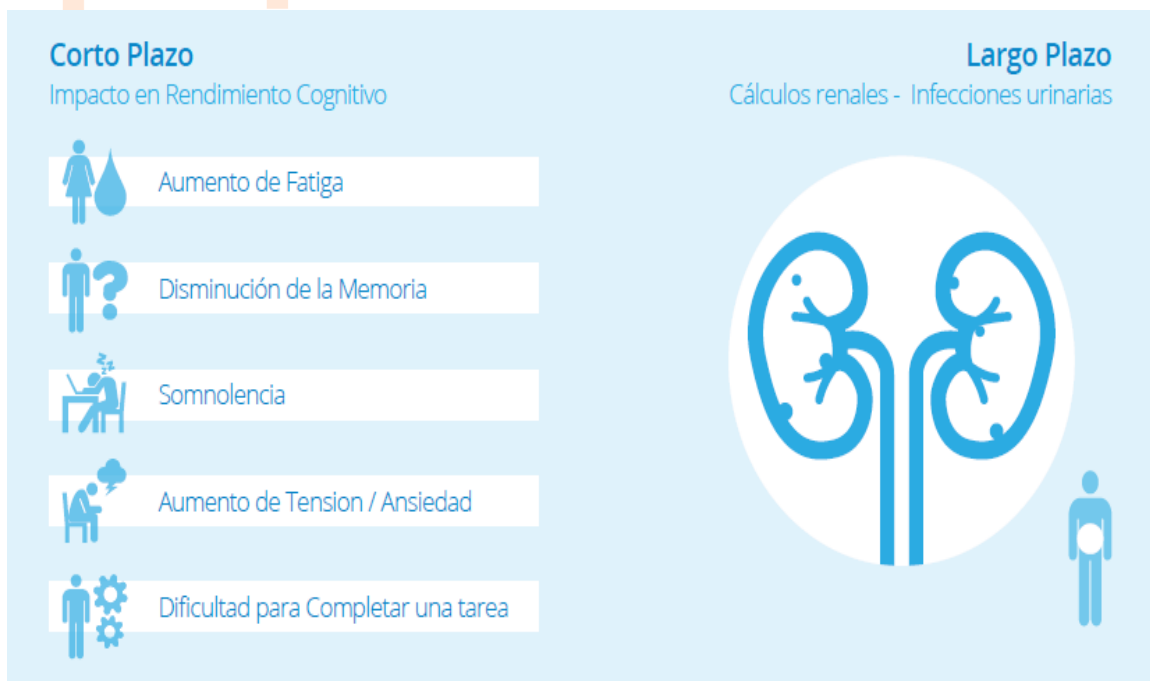 Corto Plazo
Impacto en Rendimiento Cognitivo
Aumento de Fatiga
Disminución de la Memoria
Somnolencia
Aumento de Tension / Ansiedad
Dificultad para Completar una tarea
Largo Plazo
Cálculos renales - Infecciones urinarias